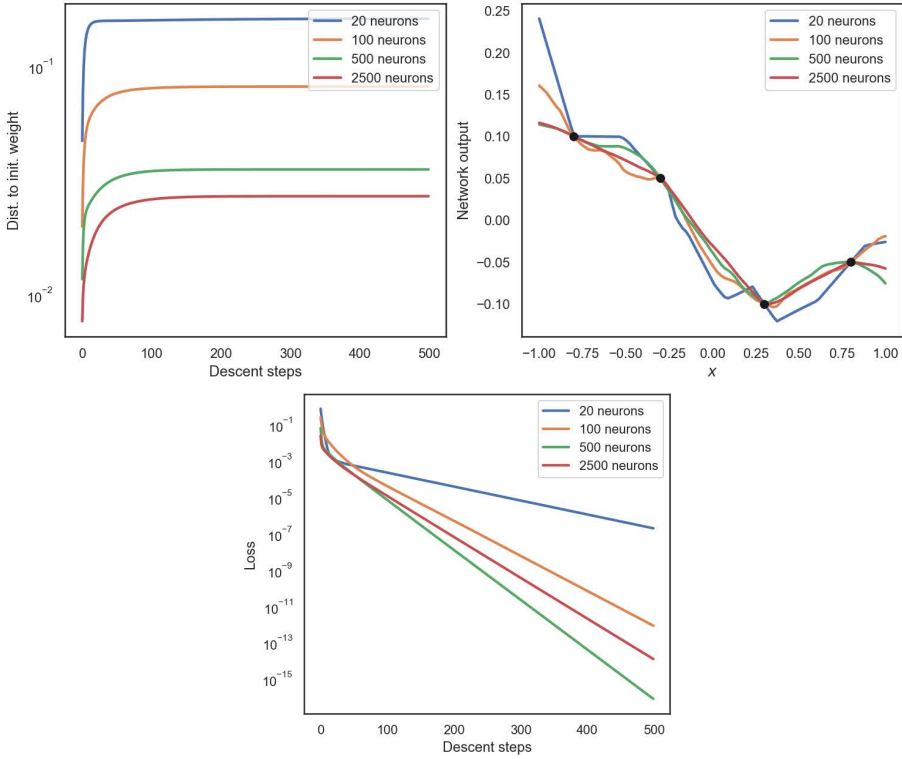 Dist. to init. weight
10⁻¹
10⁻²
0 100 200 300 400 500
Descent steps
20 neurons
100 neurons
500 neurons
2500 neurons
Network output
0.25
0.20
0.15
0.10
0.05
0.00
−0.05
−0.10
−1.00 −0.75 −0.50 −0.25 0.00 0.25 0.50 0.75 1.00
x
20 neurons
100 neurons
500 neurons
2500 neurons
Loss
10⁻¹
10⁻³
10⁻⁵
10⁻⁷
10⁻⁹
10⁻¹¹
10⁻¹³
10⁻¹⁵
0 100 200 300 400 500
Descent steps
20 neurons
100 neurons
500 neurons
2500 neurons